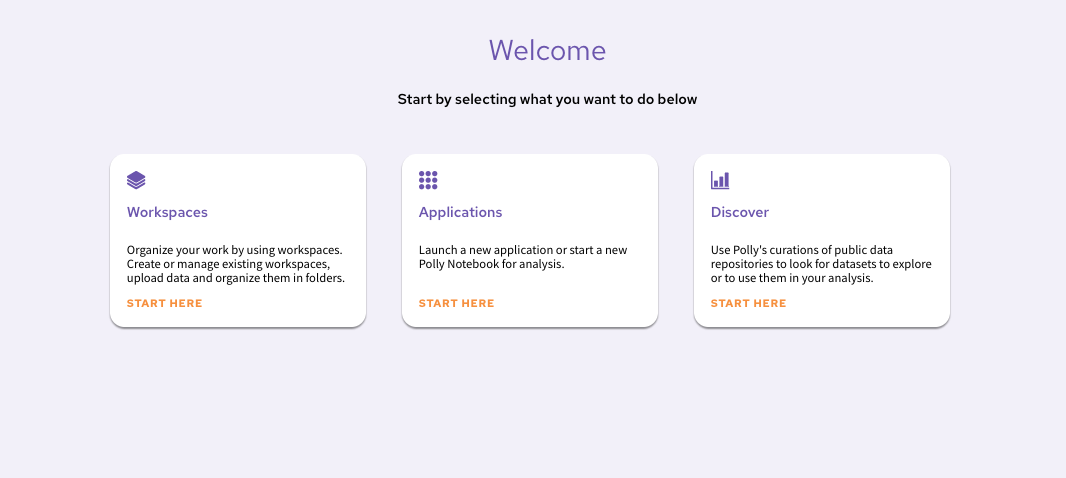 Welcome
Start by selecting what you want to do below
Workspaces
Organize your work by using workspaces.
Create or manage existing workspaces,
upload data and organize them in folders.
START HERE
Applications
Launch a new application or start a new
Polly Notebook for analysis.
START HERE
Discover
Use Polly's curations of public data
repositories to look for datasets to explore
or to use them in your analysis.
START HERE